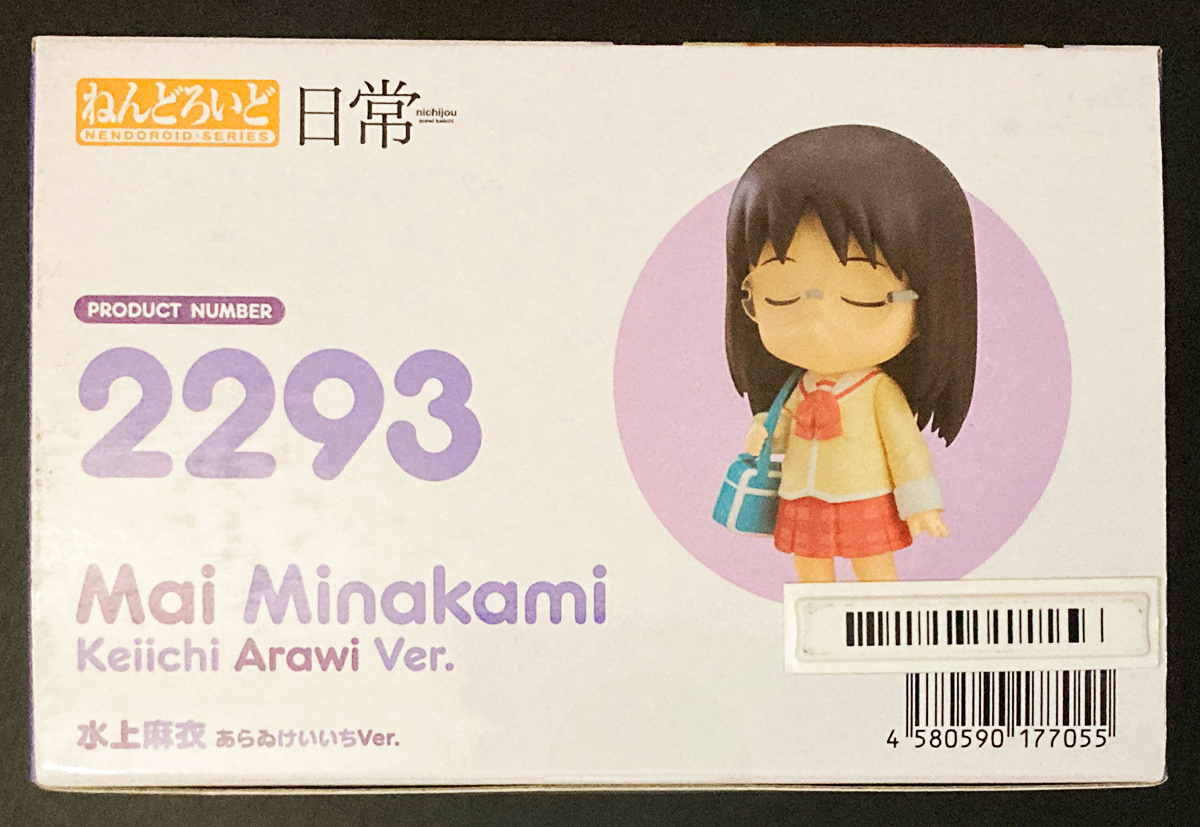 ねんどろいど
NENDOROID·SERIES
日常
nichijou
arawi keiichi
PRODUCT NUMBER
2293
Mai Minakami
Keiichi Arawi Ver.
水上麻衣 あらゐけいいちVer.
4 580590 177055